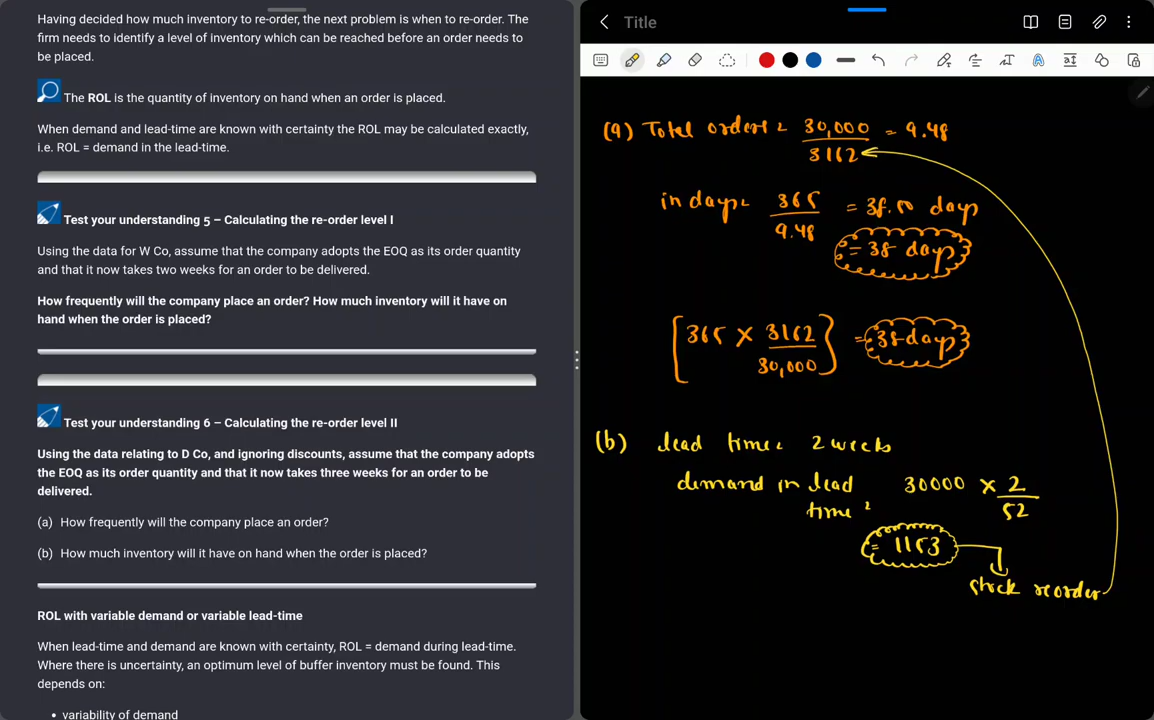 Having decided how much inventory to re-order, the next problem is when to re-order. The
firm needs to identify a level of inventory which can be reached before an order needs to
be placed.
The ROL is the quantity of inventory on hand when an order is placed.
When demand and lead-time are known with certainty the ROL may be calculated exactly,
i.e. ROL = demand in the lead-time.
Test your understanding 5 – Calculating the re-order level I
Using the data for W Co, assume that the company adopts the EOQ as its order quantity
and that it now takes two weeks for an order to be delivered.
How frequently will the company place an order? How much inventory will it have on
hand when the order is placed?
Test your understanding 6 – Calculating the re-order level II
Using the data relating to D Co, and ignoring discounts, assume that the company adopts
the EOQ as its order quantity and that it now takes three weeks for an order to be
delivered.
(a) How frequently will the company place an order?
(b) How much inventory will it have on hand when the order is placed?
ROL with variable demand or variable lead-time
When lead-time and demand are known with certainty, ROL = demand during lead-time.
Where there is uncertainty, an optimum level of buffer inventory must be found. This
depends on:
• variability of demand
Title
(a) Total orders = 30,000 = 9.48
3162
in days = 365 = 38.50 days
9.48
= 38 days
[365 × 3162 ] = 38 days
30,000
(b) lead time = 2 weeks
demand in lead 30000 × 2
time = 52
= 1153
stock reorder